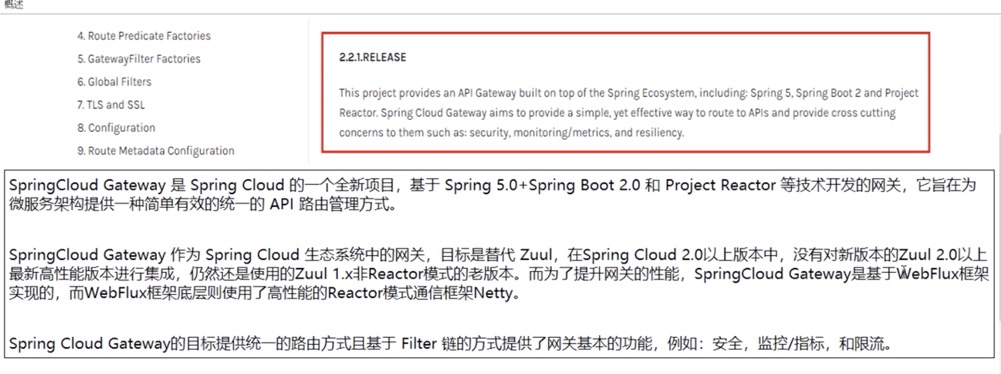 概述
4. Route Predicate Factories
5. GatewayFilter Factories
6. Global Filters
7. TLS and SSL
8. Configuration
9. Route Metadata Configuration
2.2.1.RELEASE
This project provides an API Gateway built on top of the Spring Ecosystem, including: Spring 5, Spring Boot 2 and Project
Reactor. Spring Cloud Gateway aims to provide a simple, yet effective way to route to APIs and provide cross cutting
concerns to them such as: security, monitoring/metrics, and resiliency.
SpringCloud Gateway 是 Spring Cloud 的一个全新项目，基于 Spring 5.0+Spring Boot 2.0 和 Project Reactor 等技术开发的网关，它旨在为
微服务架构提供一种简单有效的统一的 API 路由管理方式。
SpringCloud Gateway 作为 Spring Cloud 生态系统中的网关，目标是替代 Zuul，在Spring Cloud 2.0以上版本中，没有对新版本的Zuul 2.0以上
最新高性能版本进行集成，仍然还是使用的Zuul 1.x非Reactor模式的老版本。而为了提升网关的性能，SpringCloud Gateway是基于WebFlux框架
实现的，而WebFlux框架底层则使用了高性能的Reactor模式通信框架Netty。
Spring Cloud Gateway的目标提供统一的路由方式且基于 Filter 链的方式提供了网关基本的功能，例如：安全，监控/指标，和限流。